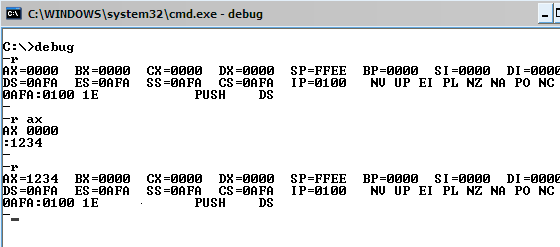 C:\WINDOWS\system32\cmd.exe - debug
C:\>debug
-r
AX=0000 BX=0000 CX=0000 DX=0000 SP=FFEE BP=0000 SI=0000 DI=0000
DS=0AFA ES=0AFA SS=0AFA CS=0AFA IP=0100 NV UP EI PL NZ NA PO NC
0AFA:0100 1E PUSH DS
-
-r ax
AX 0000
:1234
-
-r
AX=1234 BX=0000 CX=0000 DX=0000 SP=FFEE BP=0000 SI=0000 DI=0000
DS=0AFA ES=0AFA SS=0AFA CS=0AFA IP=0100 NV UP EI PL NZ NA PO NC
0AFA:0100 1E PUSH DS
-